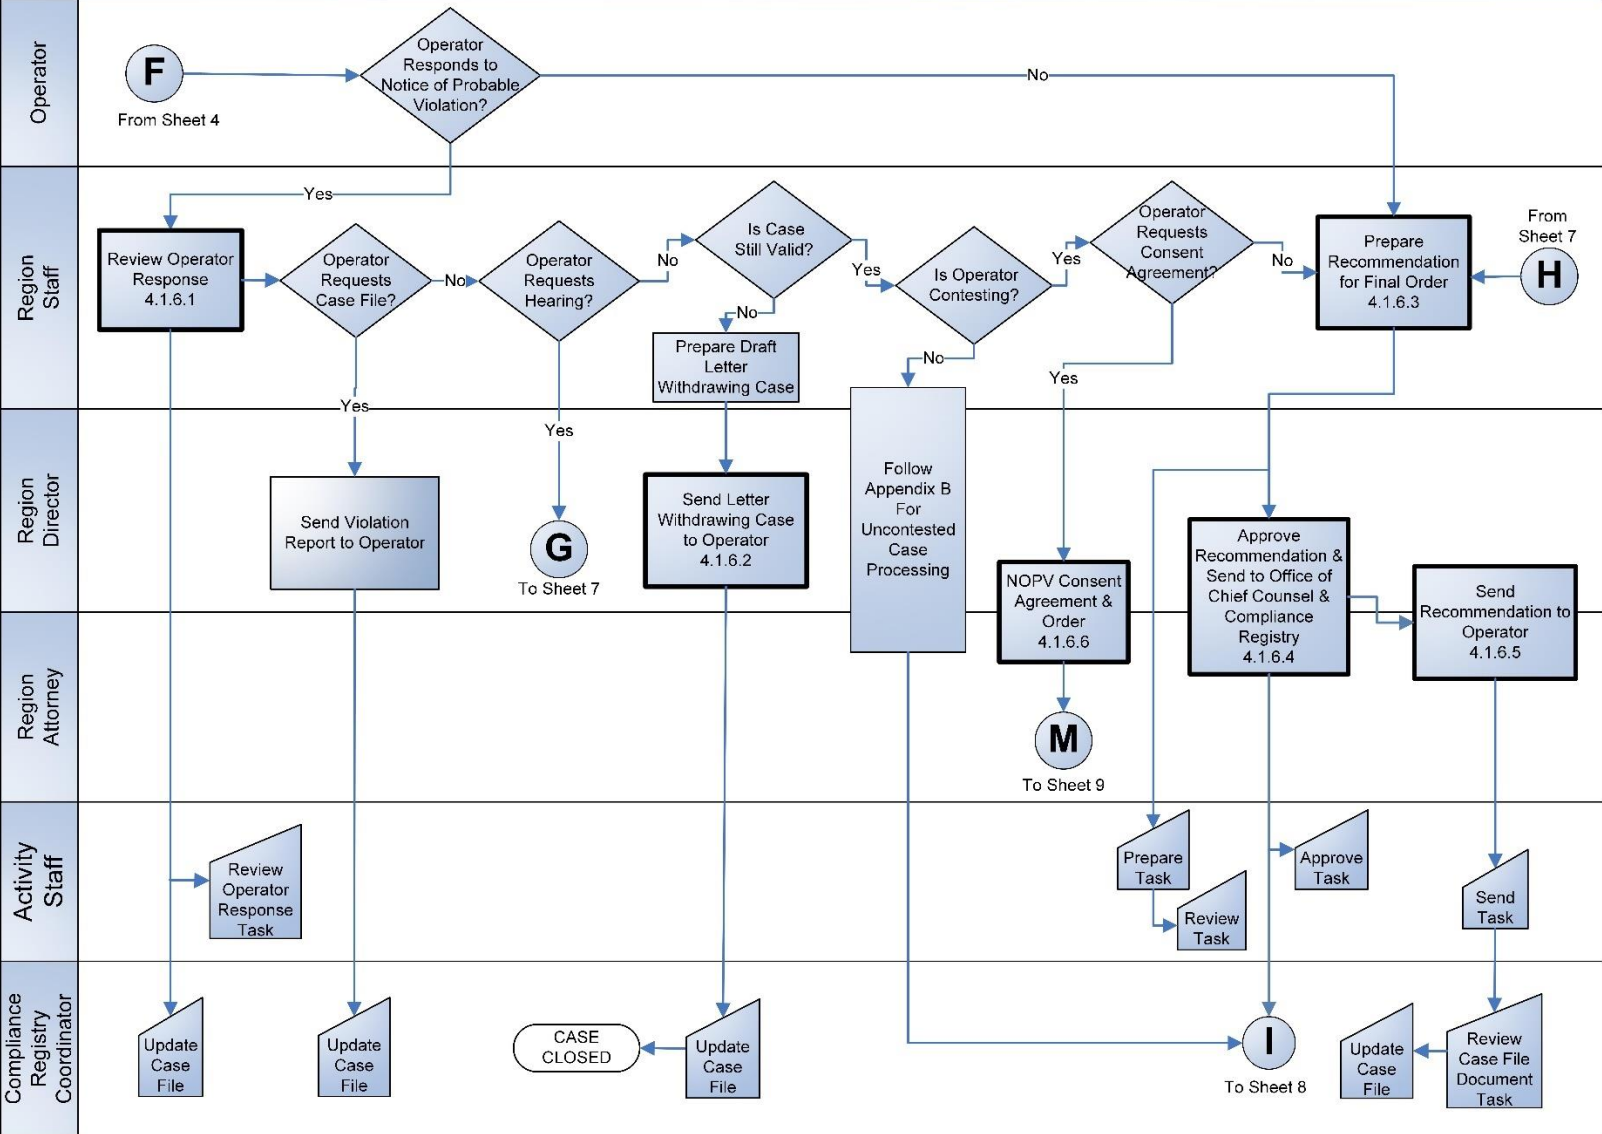 Operator
F
From Sheet 4
Operator
Responds to
Notice of Probable
Violation?
No
Yes
Region
Staff
Review Operator
Response
4.1.6.1
Operator
Requests
Case File?
No
Yes
Operator
Requests
Hearing?
No
Yes
Is Case
Still Valid?
Yes
No
Prepare Draft
Letter
Withdrawing Case
Is Operator
Contesting?
Yes
No
Operator
Requests
Consent
Agreement?
No
Yes
Prepare
Recommendation
for Final Order
4.1.6.3
From
Sheet 7
H
Region
Director
Send Violation
Report to Operator
G
To Sheet 7
Send Letter
Withdrawing Case
to Operator
4.1.6.2
Follow
Appendix B
For
Uncontested
Case
Processing
NOPV Consent
Agreement &
Order
4.1.6.6
Approve
Recommendation &
Send to Office of
Chief Counsel &
Compliance
Registry
4.1.6.4
Send
Recommendation to
Operator
4.1.6.5
Region
Attorney
M
To Sheet 9
Activity
Staff
Review
Operator
Response
Task
Prepare
Task
Review
Task
Approve
Task
Send
Task
Compliance
Registry
Coordinator
Update
Case
File
Update
Case
File
CASE
CLOSED
Update
Case
File
I
To Sheet 8
Update
Case
File
Review
Case File
Document
Task